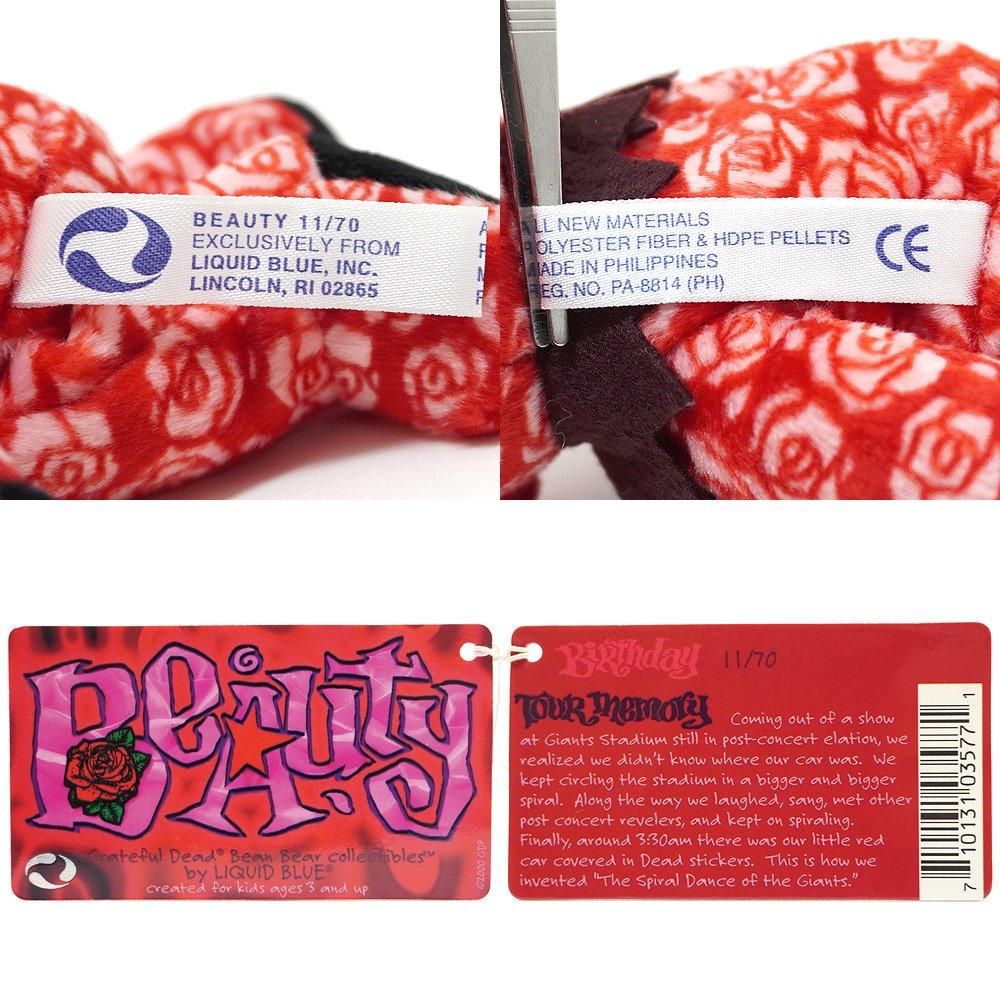 BEAUTY 11/70
EXCLUSIVELY FROM
LIQUID BLUE, INC.
LINCOLN, RI 02865
ALL NEW MATERIALS
POLYESTER FIBER & HDPE PELLETS
MADE IN PHILIPPINES
REG. NO. PA-8814 (PH)
CE
BeAuty
Grateful Dead® Bean Bear collectibles™
by LIQUID BLUE®
created for kids ages 3 and up
©2000 GDP
Birthday 11/70
Tour Memory Coming out of a show
at Giants Stadium still in post-concert elation, we
realized we didn't know where our car was. We
kept circling the stadium in a bigger and bigger
spiral. Along the way we laughed, sang, met other
post concert revelers, and kept on spiraling.
Finally, around 3:30am there was our little red
car covered in Dead stickers. This is how we
invented "The Spiral Dance of the Giants."
7 10131 03577 1